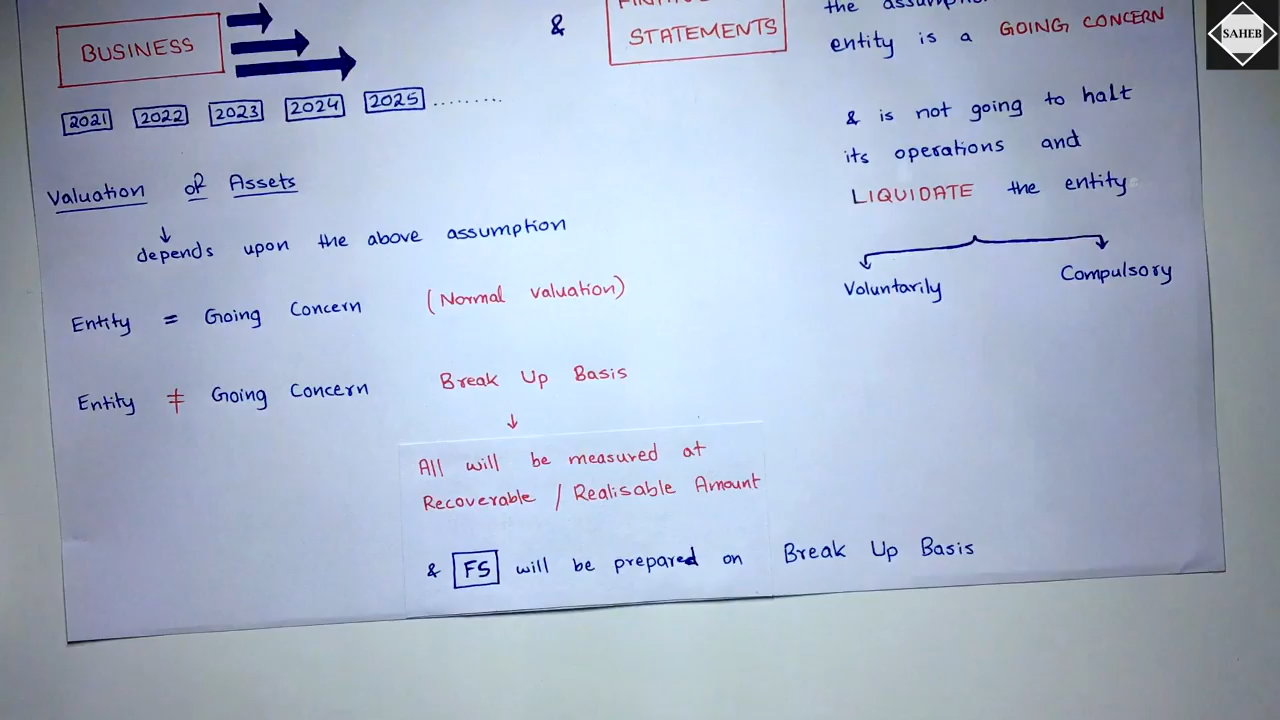 BUSINESS
2021 2022 2023 2024 2025 .........
&
STATEMENTS
the
entity is a GOING CONCERN
& is not going to halt
its operations and
LIQUIDATE the entity
Voluntarily Compulsory
Valuation of Assets
depends upon the above assumption
Entity = Going Concern (Normal valuation)
Entity ≠ Going Concern Break Up Basis
All will be measured at
Recoverable / Realisable Amount
& FS will be prepared on Break Up Basis
SAHEB